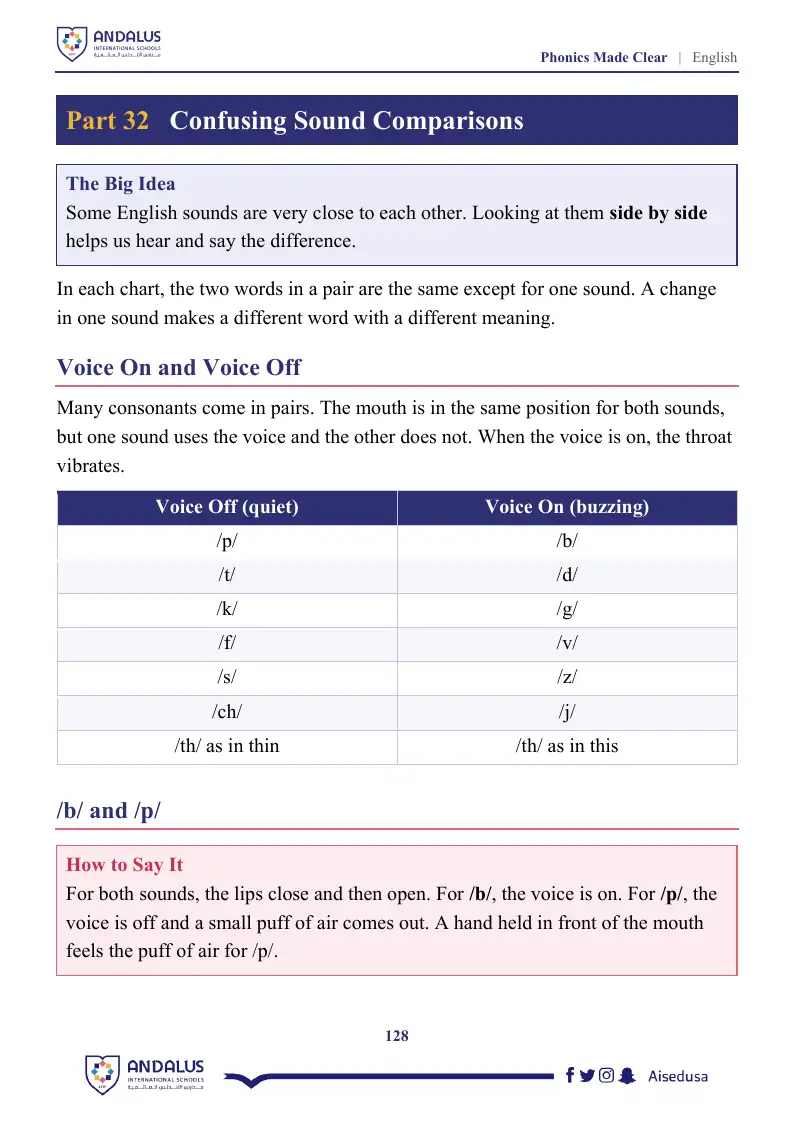 ANDALUS
INTERNATIONAL SCHOOLS
مدارس الأندلس العالمية
Phonics Made Clear | English
Part 32 Confusing Sound Comparisons
The Big Idea
Some English sounds are very close to each other. Looking at them side by side
helps us hear and say the difference.
In each chart, the two words in a pair are the same except for one sound. A change
in one sound makes a different word with a different meaning.
Voice On and Voice Off
Many consonants come in pairs. The mouth is in the same position for both sounds,
but one sound uses the voice and the other does not. When the voice is on, the throat
vibrates.
Voice Off (quiet) Voice On (buzzing)
/p/ /b/
/t/ /d/
/k/ /g/
/f/ /v/
/s/ /z/
/ch/ /j/
/th/ as in thin /th/ as in this
/b/ and /p/
How to Say It
For both sounds, the lips close and then open. For /b/, the voice is on. For /p/, the
voice is off and a small puff of air comes out. A hand held in front of the mouth
feels the puff of air for /p/.
128
ANDALUS
INTERNATIONAL SCHOOLS
مدارس الأندلس العالمية
Aisedusa